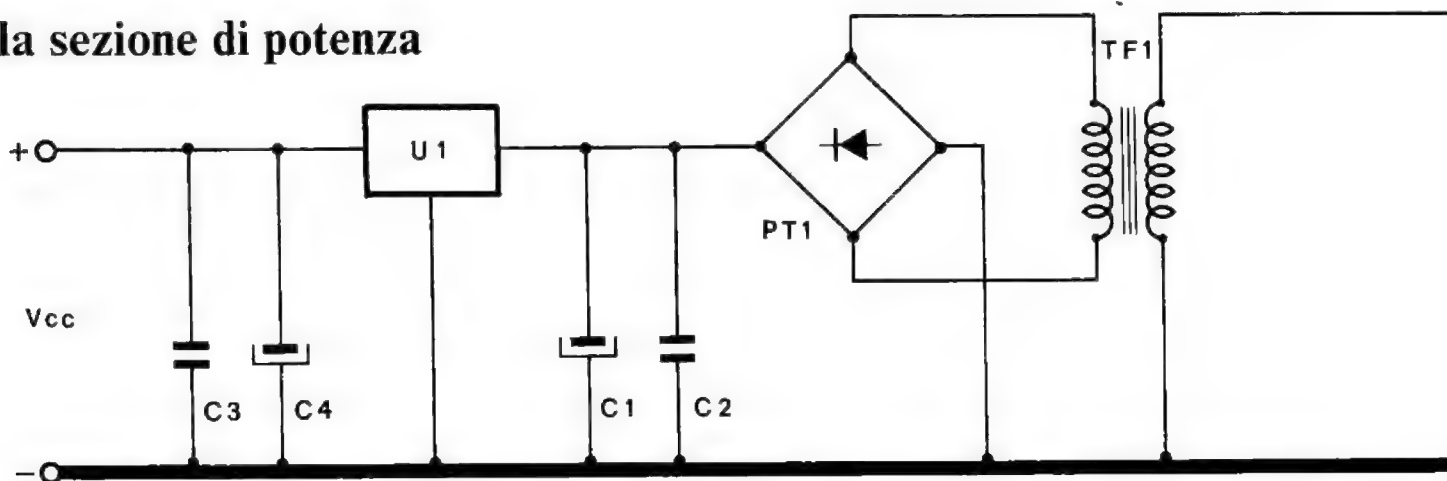 la sezione di potenza
TF1
+
U1
PT1
Vcc
C3
C4
C1
C2
−